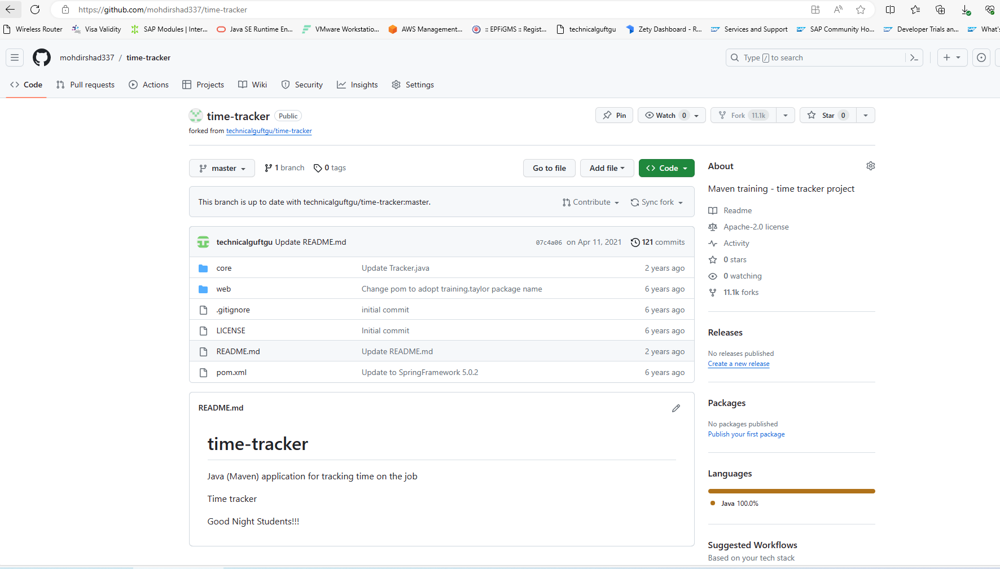 https://github.com/mohdirshad337/time-tracker
Wireless Router Visa Validity SAP Modules | Inter... Java SE Runtime En... VMware Workstatio... AWS Management... :: EPFiGMS :: Regist... technicalguftgu Zety Dashboard - R... Services and Support SAP Community Ho... Developer Trials an... What's
mohdirshad337 / time-tracker Type / to search
Code Pull requests Actions Projects Wiki Security Insights Settings
time-tracker Public Pin Watch 0 Fork 11.1k Star 0
forked from technicalguftgu/time-tracker
master 1 branch 0 tags Go to file Add file Code
This branch is up to date with technicalguftgu/time-tracker:master. Contribute Sync fork
technicalguftgu Update README.md 07c4a06 on Apr 11, 2021 121 commits
core Update Tracker.java 2 years ago
web Change pom to adopt training.taylor package name 6 years ago
.gitignore initial commit 6 years ago
LICENSE Initial commit 6 years ago
README.md Update README.md 2 years ago
pom.xml Update to SpringFramework 5.0.2 6 years ago
README.md
time-tracker
Java (Maven) application for tracking time on the job
Time tracker
Good Night Students!!!
About
Maven training - time tracker project
Readme
Apache-2.0 license
Activity
0 stars
0 watching
11.1k forks
Releases
No releases published
Create a new release
Packages
No packages published
Publish your first package
Languages
Java 100.0%
Suggested Workflows
Based on your tech stack